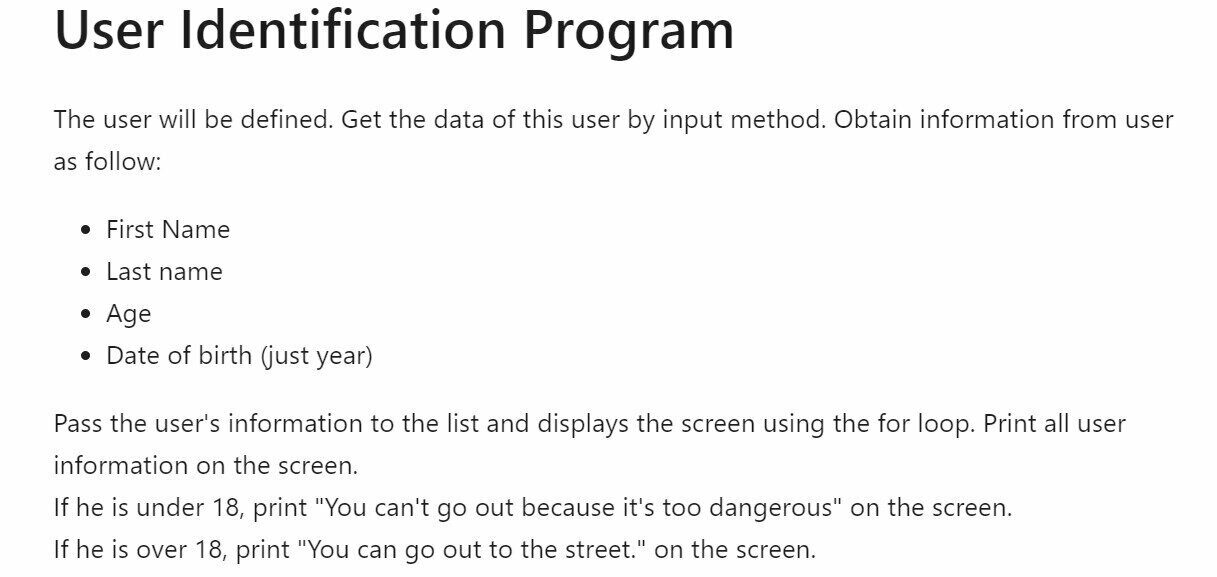 User Identification Program
The user will be defined. Get the data of this user by input method. Obtain information from user
as follow:
• First Name
• Last name
• Age
• Date of birth (just year)
Pass the user's information to the list and displays the screen using the for loop. Print all user
information on the screen.
If he is under 18, print "You can't go out because it's too dangerous" on the screen.
If he is over 18, print "You can go out to the street." on the screen.